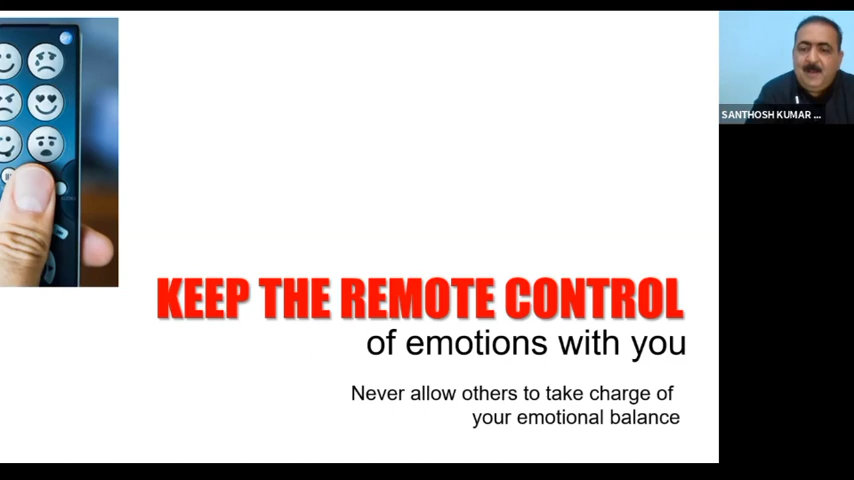 SANTHOSH KUMAR ...
KEEP THE REMOTE CONTROL
of emotions with you
Never allow others to take charge of
your emotional balance